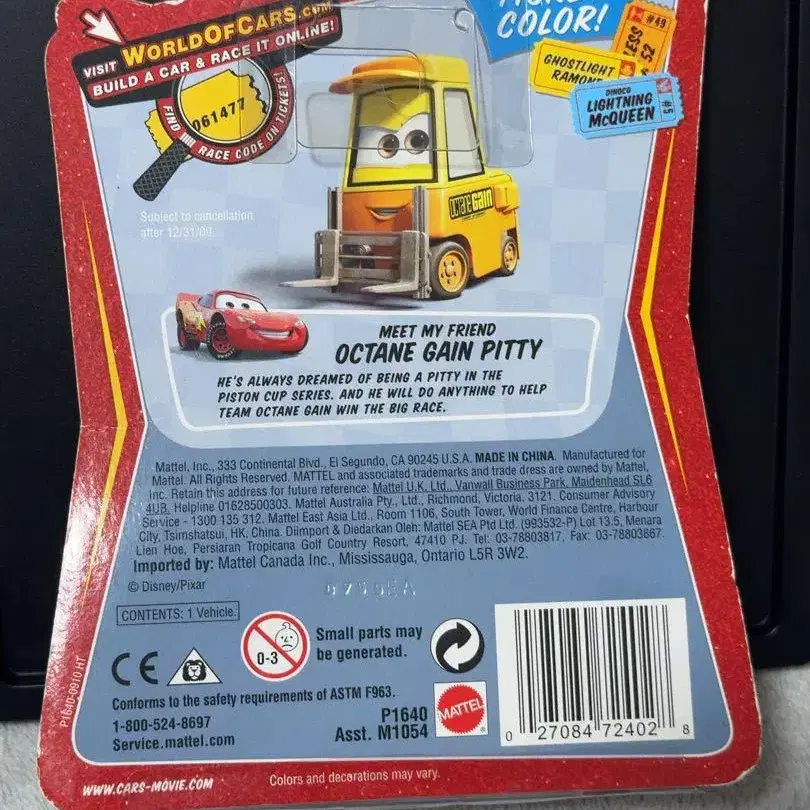 VISIT WORLDOFCARS.COM
BUILD A CAR & RACE IT ONLINE!
COLOR!
#49
52
GHOSTLIGHT
RAMONE
DINOCO
LIGHTNING
McQUEEN
#5
061477
FIND RACE CODE ON TICKETS!
Subject to cancellation
after 12/31/09.
OCTANE GAIN
MEET MY FRIEND
OCTANE GAIN PITTY
HE'S ALWAYS DREAMED OF BEING A PITTY IN THE
PISTON CUP SERIES. AND HE WILL DO ANYTHING TO HELP
TEAM OCTANE GAIN WIN THE BIG RACE.
Mattel, Inc., 333 Continental Blvd., El Segundo, CA 90245 U.S.A. MADE IN CHINA. Manufactured for
Mattel. All Rights Reserved. MATTEL and associated trademarks and trade dress are owned by Mattel,
Inc. Retain this address for future reference: Mattel U.K. Ltd., Vanwall Business Park, Maidenhead SL6
4UB. Helpline 01628500303. Mattel Australia Pty., Ltd., Richmond, Victoria. 3121. Consumer Advisory
Service - 1300 135 312. Mattel East Asia Ltd., Room 1106, South Tower, World Finance Centre, Harbour
City, Tsimshatsui, HK, China. Diimport & Diedarkan Oleh: Mattel SEA Ptd Ltd. (993532-P) Lot 13.5, Menara
Lien Hoe, Persiaran Tropicana Golf Country Resort, 47410 PJ. Tel: 03-78803817, Fax: 03-78803867.
Imported by: Mattel Canada Inc., Mississauga, Ontario L5R 3W2.
© Disney/Pixar
CONTENTS: 1 Vehicle.
0-3
Small parts may
be generated.
CE
Conforms to the safety requirements of ASTM F963.
1-800-524-8697
Service.mattel.com
P1640
Asst. M1054
MATTEL
®
0 27084 72402 8
P1640-0910 HT
WWW.CARS-MOVIE.COM
Colors and decorations may vary.